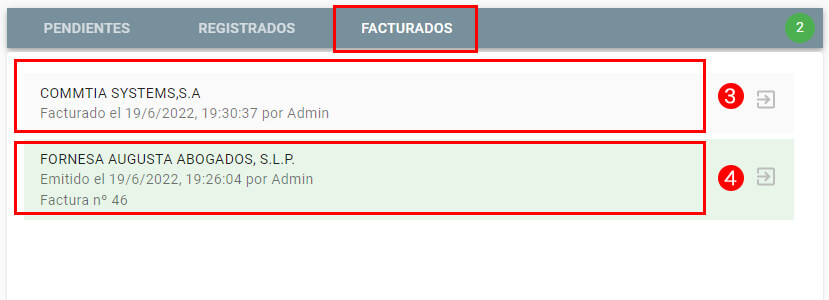 PENDIENTES REGISTRADOS FACTURADOS 2
COMMTIA SYSTEMS,S.A
Facturado el 19/6/2022, 19:30:37 por Admin
3
FORNESA AUGUSTA ABOGADOS, S.L.P.
Emitido el 19/6/2022, 19:26:04 por Admin
Factura nº 46
4